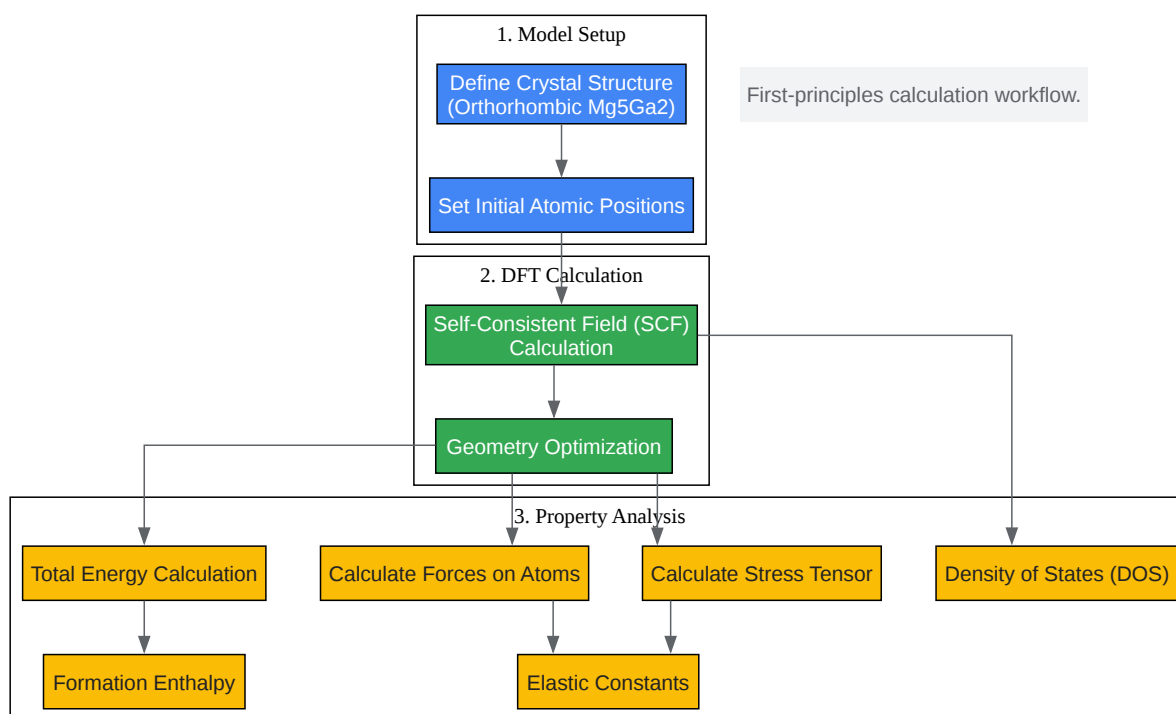 1. Model Setup
Define Crystal Structure
(Orthorhombic Mg5Ga2)
First-principles calculation workflow.
Set Initial Atomic Positions
2. DFT Calculation
Self-Consistent Field (SCF)
Calculation
Geometry Optimization
3. Property Analysis
Total Energy Calculation
Calculate Forces on Atoms
Calculate Stress Tensor
Density of States (DOS)
Formation Enthalpy
Elastic Constants